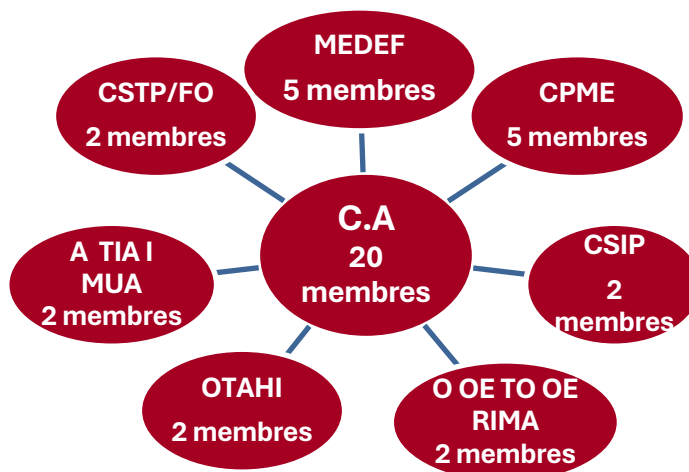 MEDEF
5 membres
CSTP/FO
2 membres
CPME
5 membres
C.A
20
membres
A TIA I
MUA
2 membres
CSIP
2
membres
OTAHI
2 membres
O OE TO OE
RIMA
2 membres